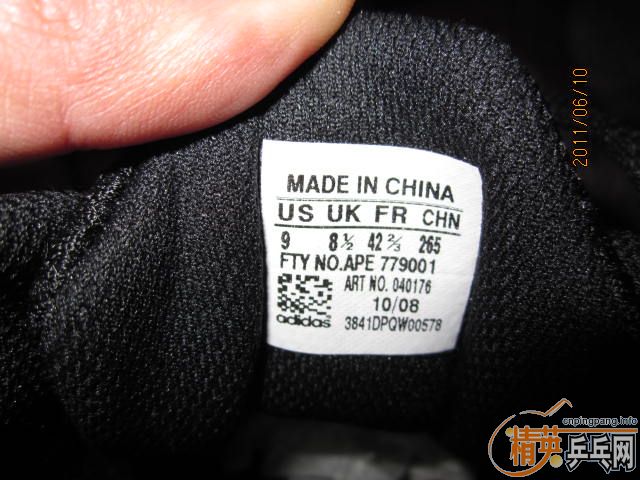 2011/06/10
MADE IN CHINA
US UK FR CHN
9 8½ 42⅔ 265
FTY NO.APE 779001
ART NO. 040176
10/08
adidas 3841DPQW00578
cnpingpang.info
精英乒乓网